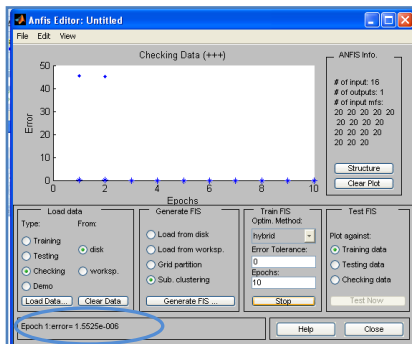 Anfis Editor: Untitled
File Edit View
Checking Data (+++)
50
40
30
20
10
0
Error
0 2 4 6 8 10
Epochs
ANFIS Info.
# of input: 16
# of outputs: 1
# of input mfs:
20 20 20 20 20
20 20 20 20
20 20 20 20
20 20 20
Structure
Clear Plot
Load data
Type: From:
Training
Testing
Checking
Demo
disk
worksp.
Load Data... Clear Data
Generate FIS
Load from disk
Load from worksp.
Grid partition
Sub. clustering
Generate FIS ...
Train FIS
Optim. Method:
hybrid
Error Tolerance:
0
Epochs:
10
Stop
Test FIS
Plot against:
Training data
Testing data
Checking data
Test Now
Epoch 1:error= 1.5525e-006
Help Close